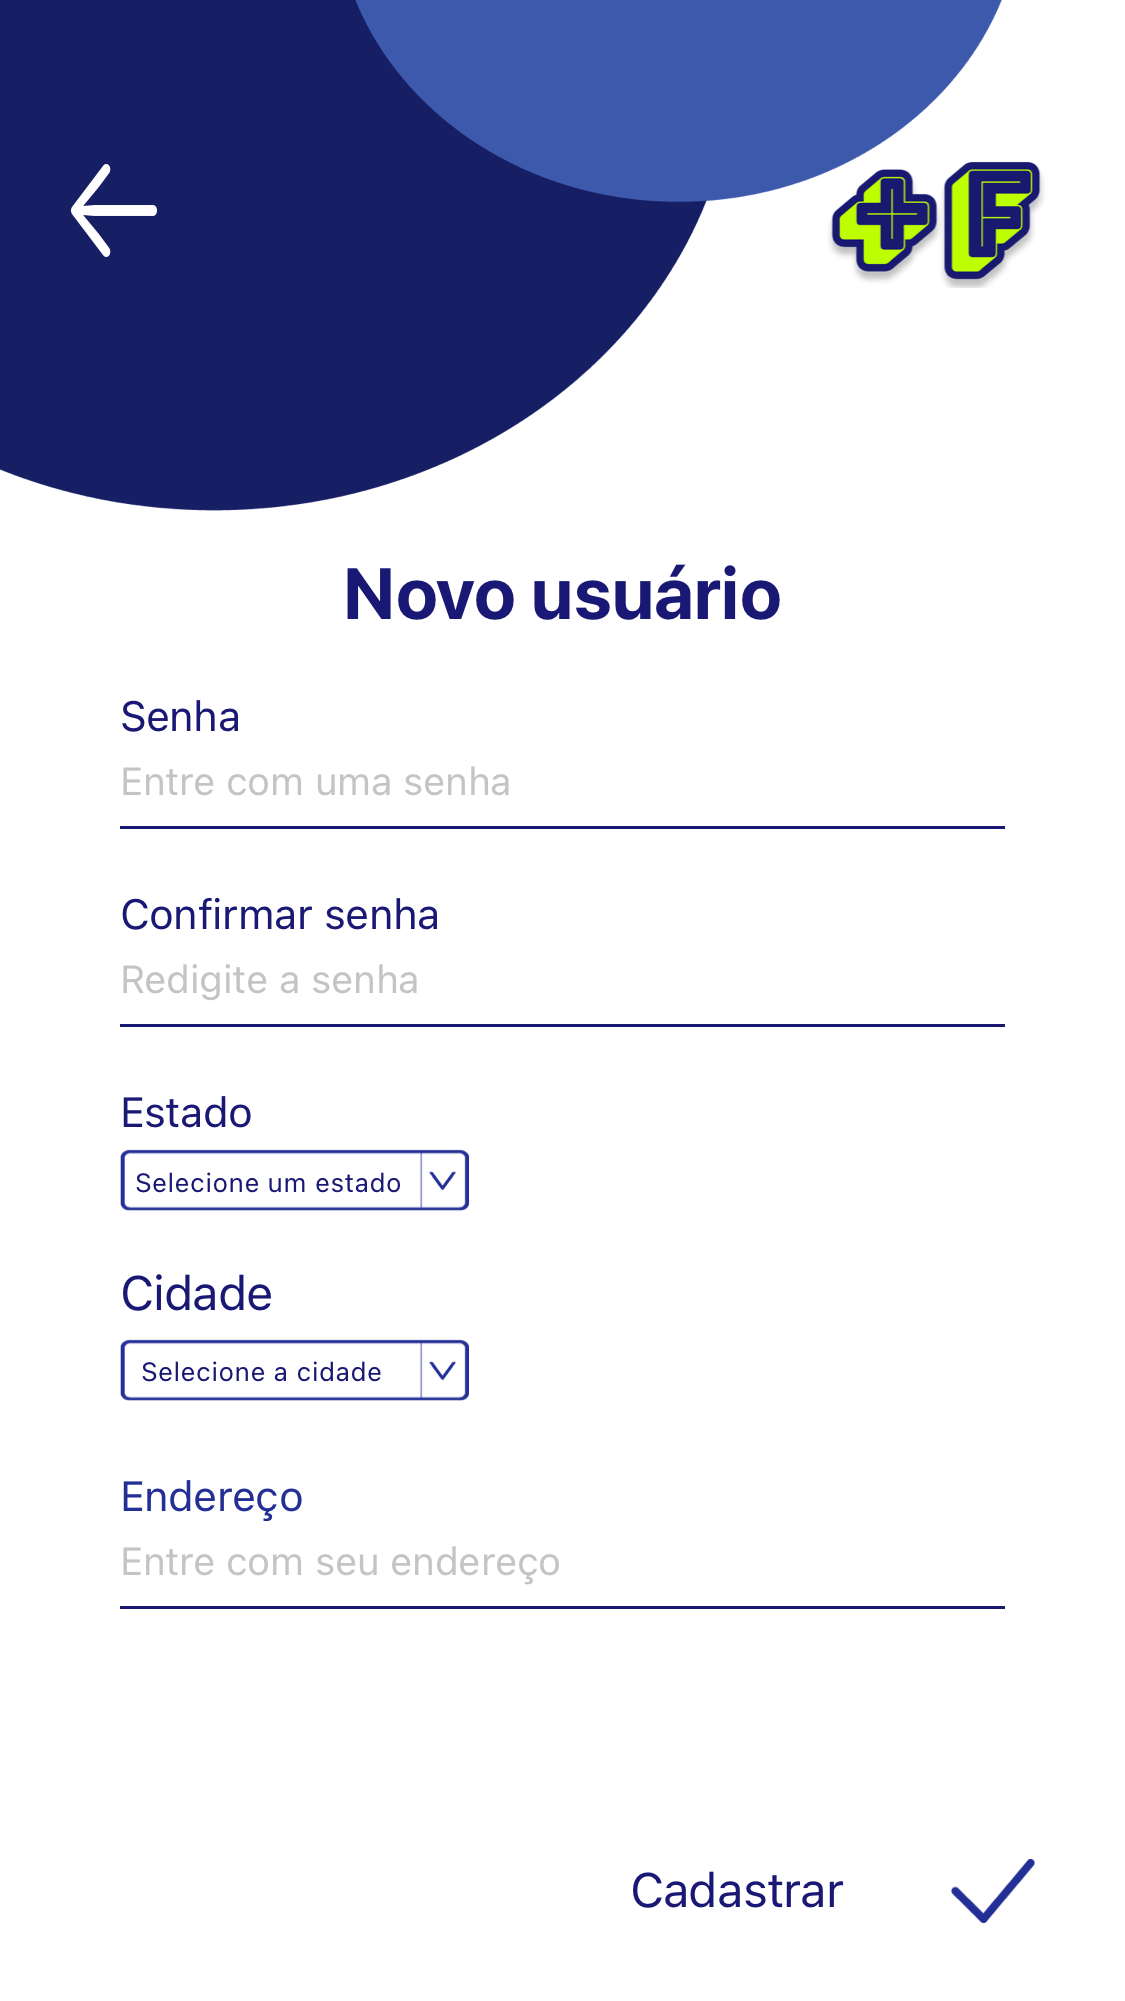 +F
Novo usuário
Senha
Entre com uma senha
Confirmar senha
Redigite a senha
Estado
Selecione um estado
Cidade
Selecione a cidade
Endereço
Entre com seu endereço
Cadastrar